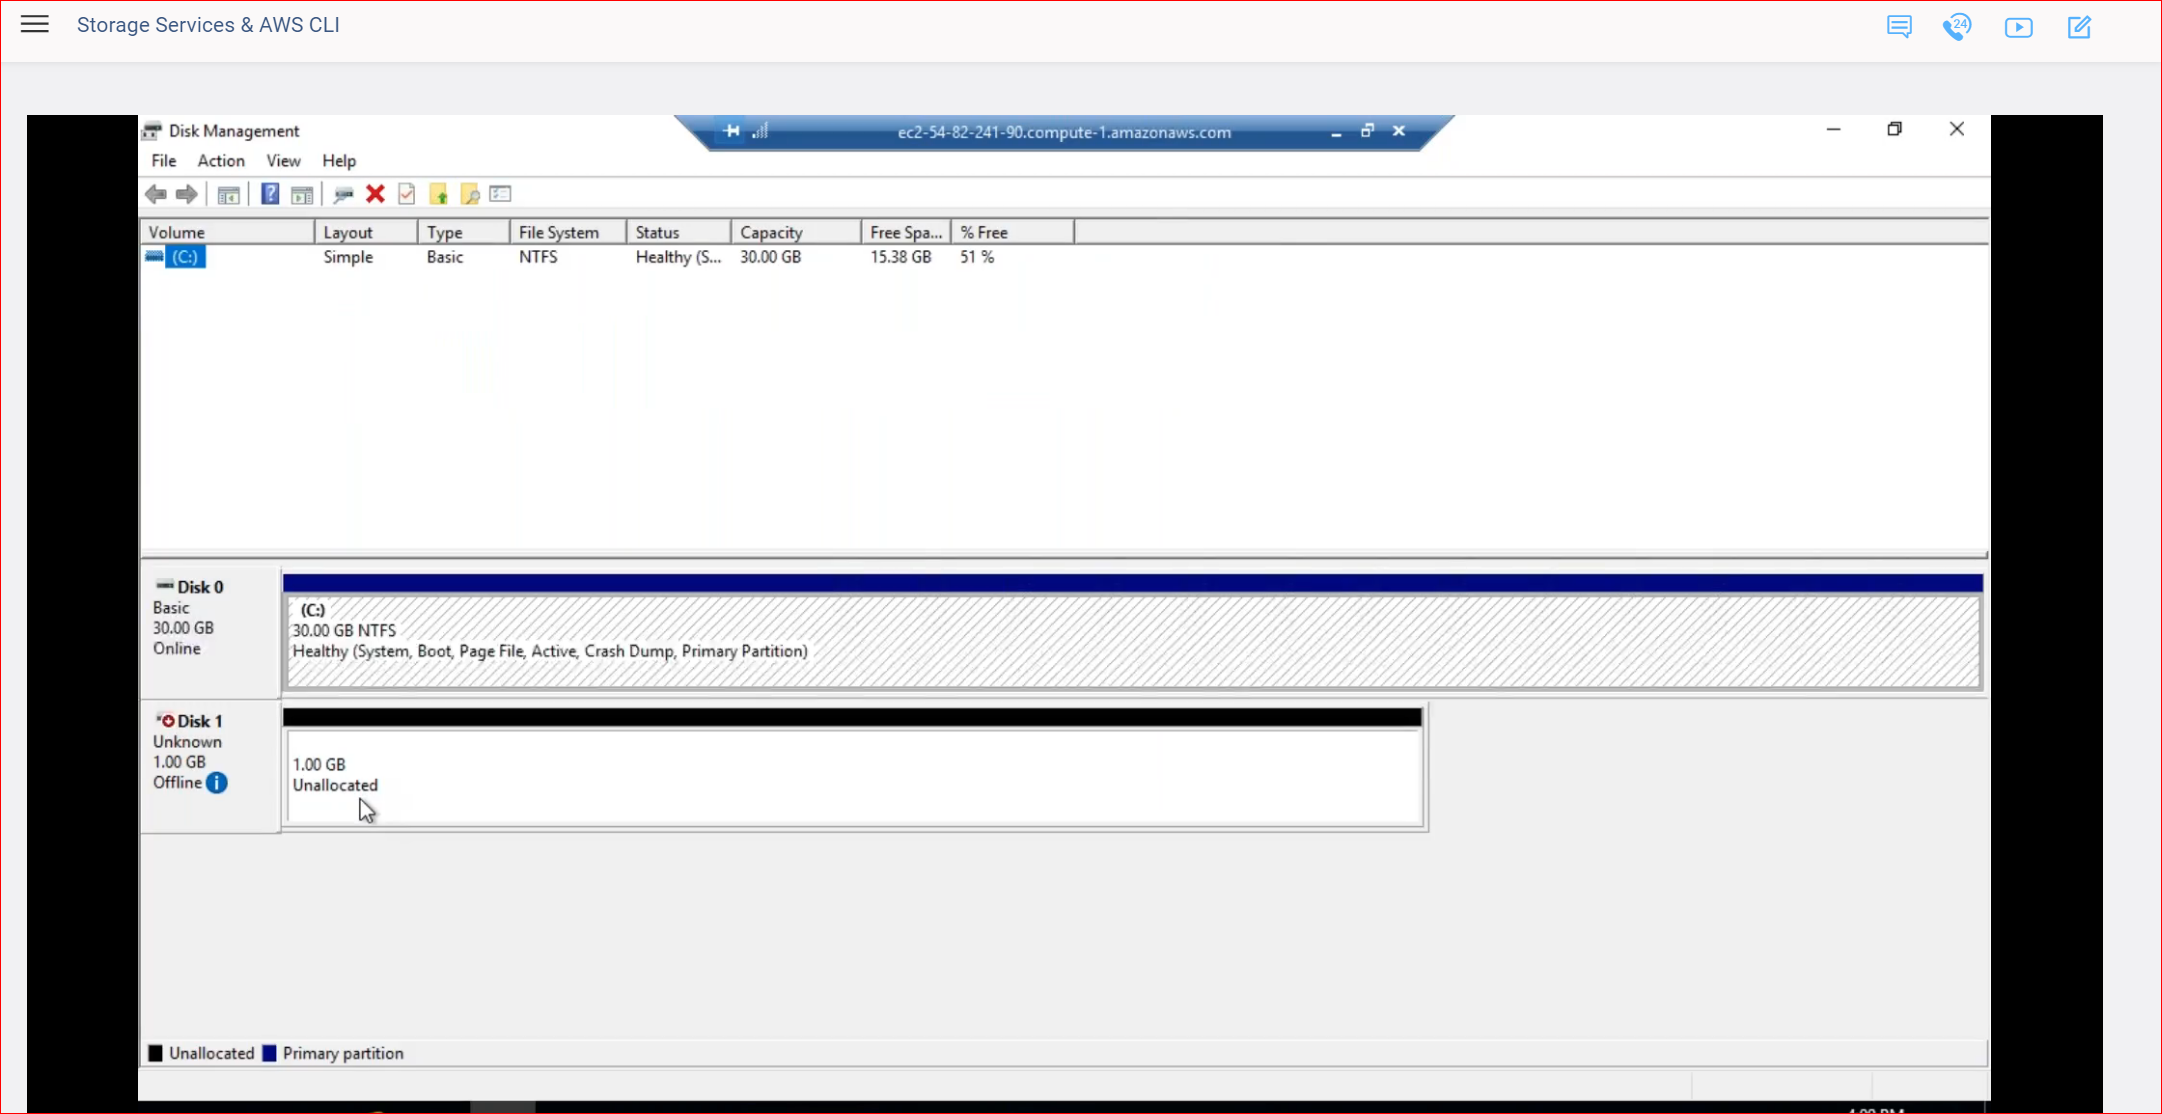 Storage Services & AWS CLI
24
Disk Management
ec2-54-82-241-90.compute-1.amazonaws.com
File Action View Help
Volume Layout Type File System Status Capacity Free Spa... % Free
(C:) Simple Basic NTFS Healthy (S... 30.00 GB 15.38 GB 51 %
Disk 0
Basic
30.00 GB
Online
(C:)
30.00 GB NTFS
Healthy (System, Boot, Page File, Active, Crash Dump, Primary Partition)
Disk 1
Unknown
1.00 GB
Offline
1.00 GB
Unallocated
Unallocated Primary partition